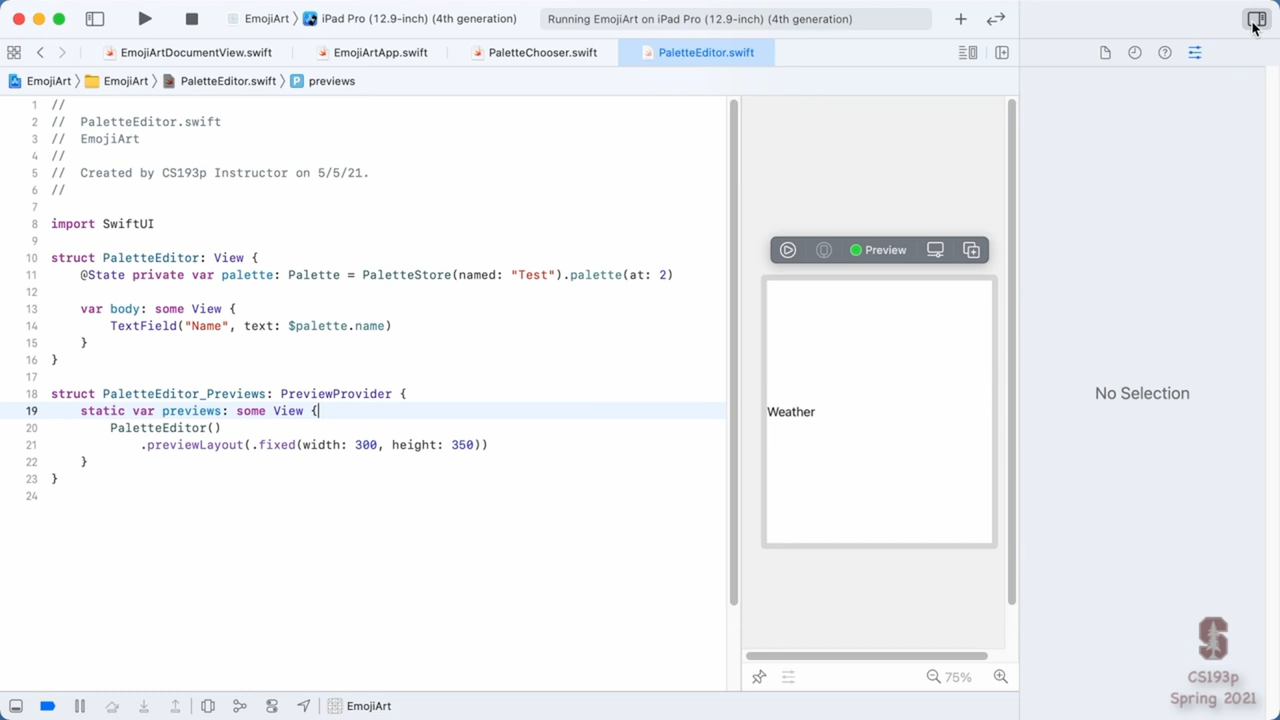 EmojiArt 〉 iPad Pro (12.9-inch) (4th generation)
Running EmojiArt on iPad Pro (12.9-inch) (4th generation)
EmojiArtDocumentView.swift
EmojiArtApp.swift
PaletteChooser.swift
PaletteEditor.swift
EmojiArt 〉 EmojiArt 〉 PaletteEditor.swift 〉 P previews
1 //
2 //  PaletteEditor.swift
3 //  EmojiArt
4 //
5 //  Created by CS193p Instructor on 5/5/21.
6 //
7
8 import SwiftUI
9
10 struct PaletteEditor: View {
11     @State private var palette: Palette = PaletteStore(named: "Test").palette(at: 2)
12
13     var body: some View {
14         TextField("Name", text: $palette.name)
15     }
16 }
17
18 struct PaletteEditor_Previews: PreviewProvider {
19     static var previews: some View {
20         PaletteEditor()
21             .previewLayout(.fixed(width: 300, height: 350))
22     }
23 }
24
Preview
Weather
75%
No Selection
EmojiArt
S
CS193p
Spring 2021